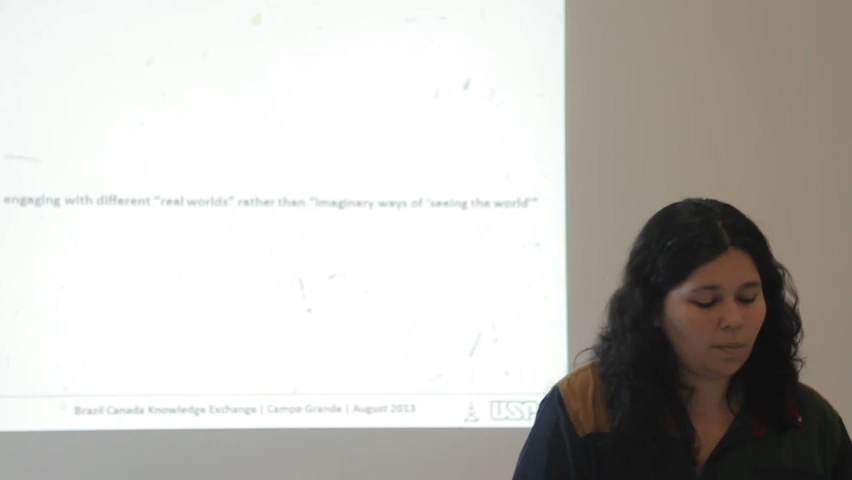 engaging with different "real worlds" rather than "imaginary ways of 'seeing the world'"
Brazil Canada Knowledge Exchange | Campo Grande | August 2013
USP